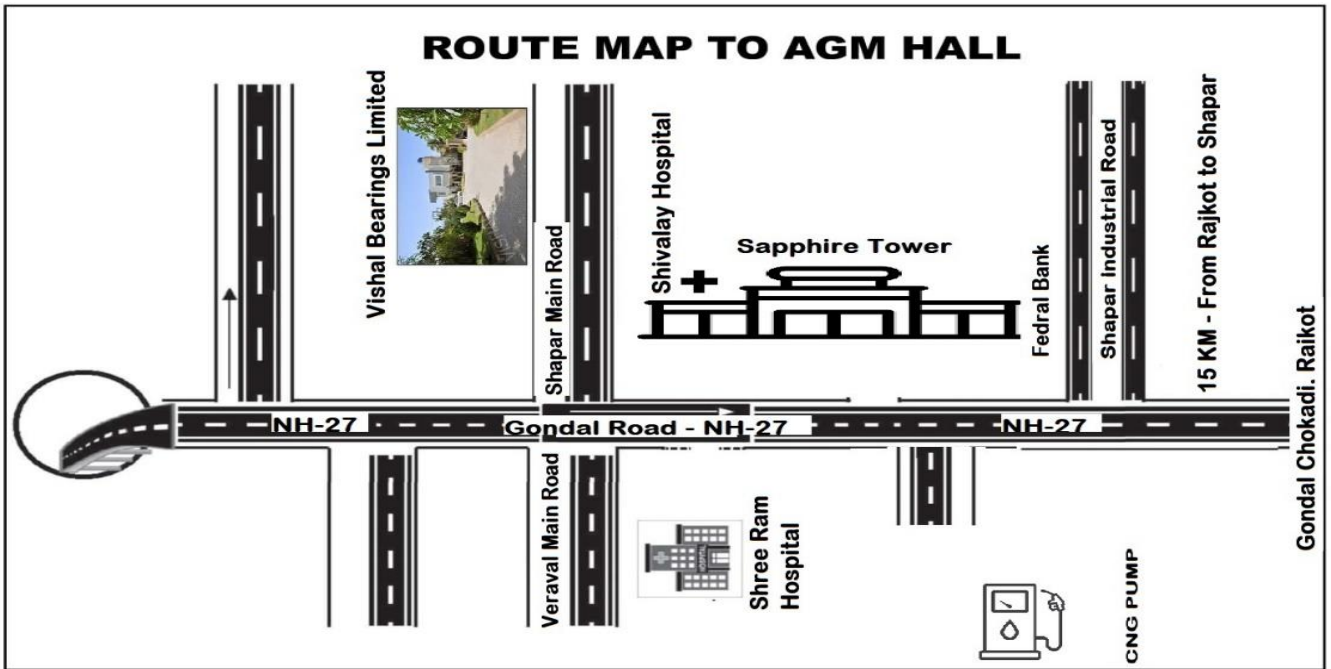 ROUTE MAP TO AGM HALL
Vishal Bearings Limited
Shapar Main Road
Shivalay Hospital
Sapphire Tower
Fedral Bank
Shapar Industrial Road
15 KM - From Rajkot to Shapar
NH-27
Gondal Road - NH-27
NH-27
Gondal Chokadi. Raikot
Veraval Main Road
Shree Ram
Hospital
CNG PUMP